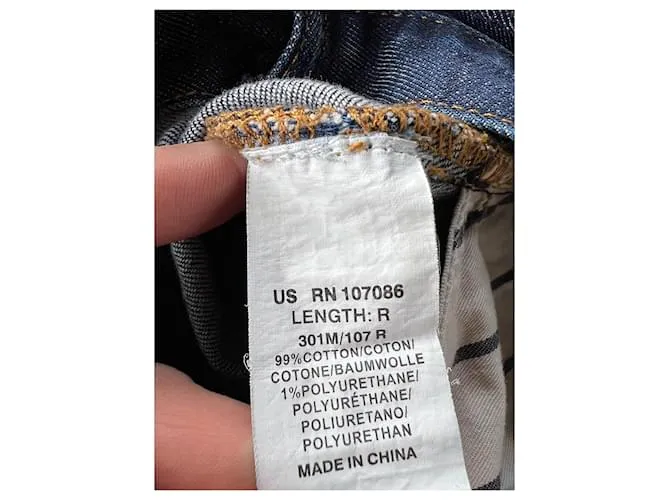 US RN 107086
LENGTH: R
301M/107 R
99%COTTON/COTON/
COTONE/BAUMWOLLE
1%POLYURETHANE/
POLYURÉTHANE/
POLIURETANO/
POLYURETHAN
MADE IN CHINA